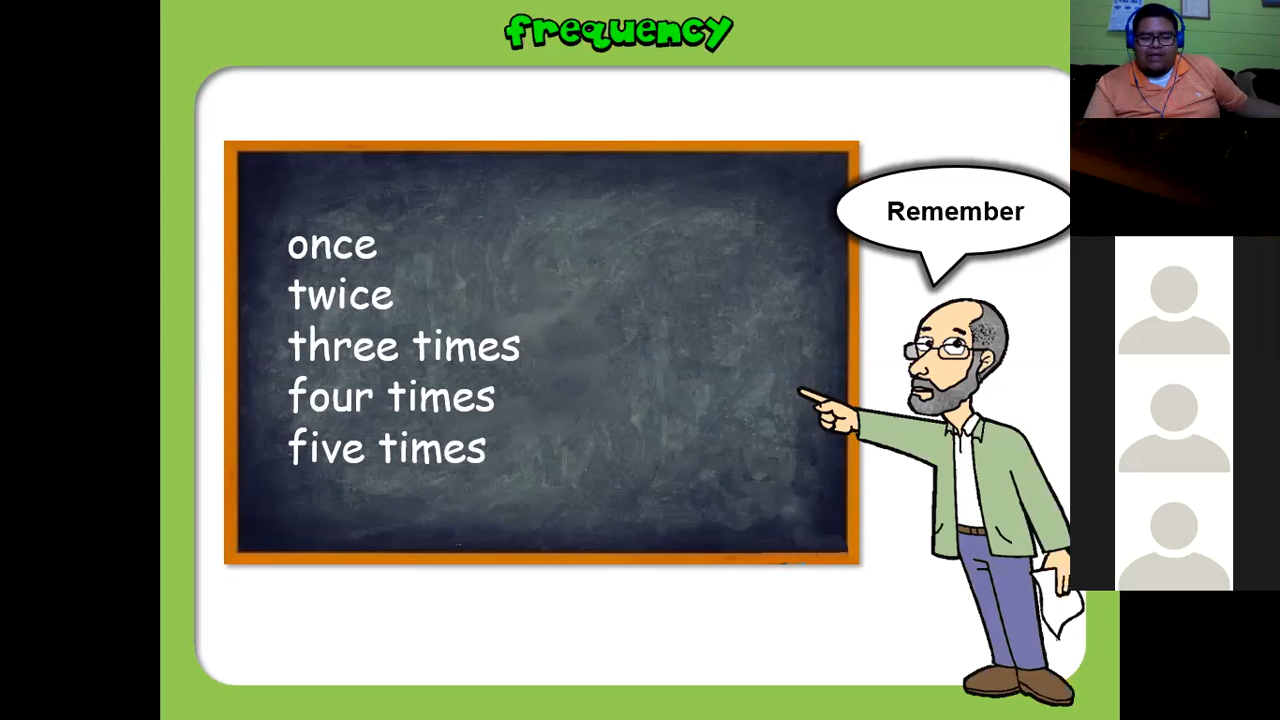 frequency
Remember
once
twice
three times
four times
five times